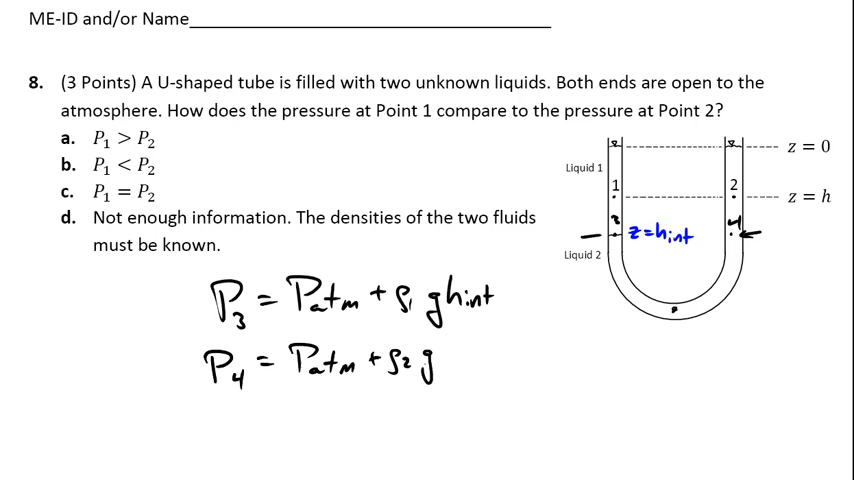 ME-ID and/or Name
8. (3 Points) A U-shaped tube is filled with two unknown liquids. Both ends are open to the
atmosphere. How does the pressure at Point 1 compare to the pressure at Point 2?
a. P₁ > P₂
b. P₁ < P₂
c. P₁ = P₂
d. Not enough information. The densities of the two fluids
must be known.
z = 0
Liquid 1
1
2
z = h
3
4
z=hint
Liquid 2
P3 = Patm + ρ1 ghint
P4 = Patm + ρ2 g